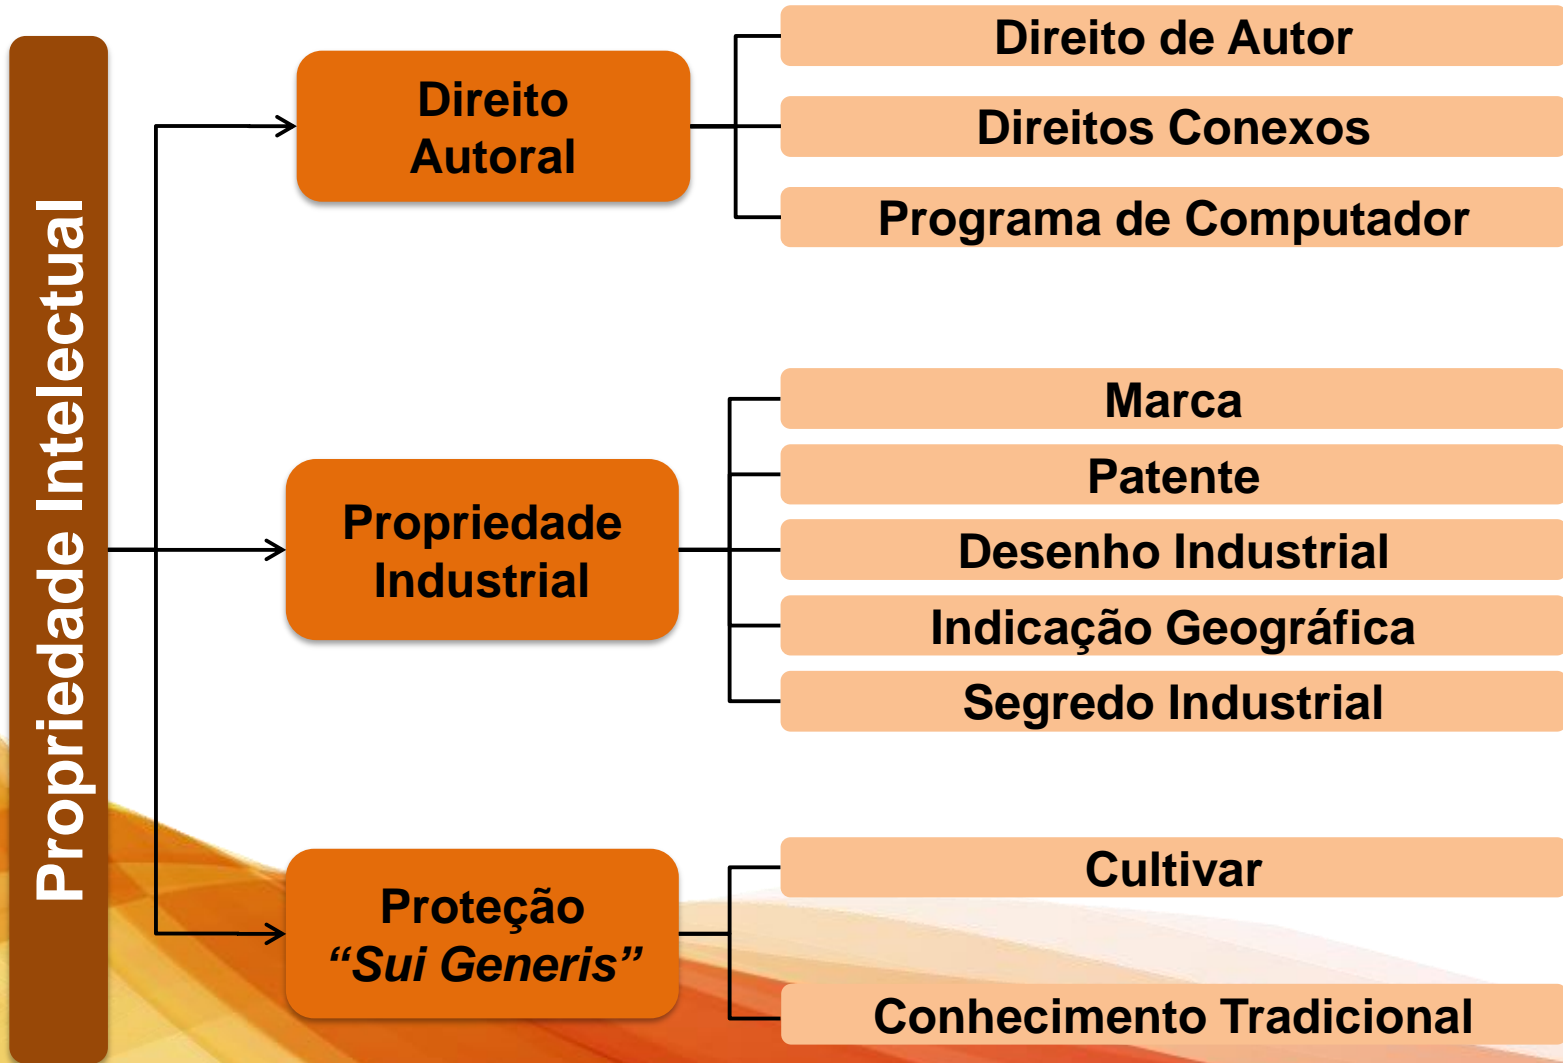 Propriedade Intelectual
Direito
Autoral
Direito de Autor
Direitos Conexos
Programa de Computador
Propriedade
Industrial
Marca
Patente
Desenho Industrial
Indicação Geográfica
Segredo Industrial
Proteção
“Sui Generis”
Cultivar
Conhecimento Tradicional